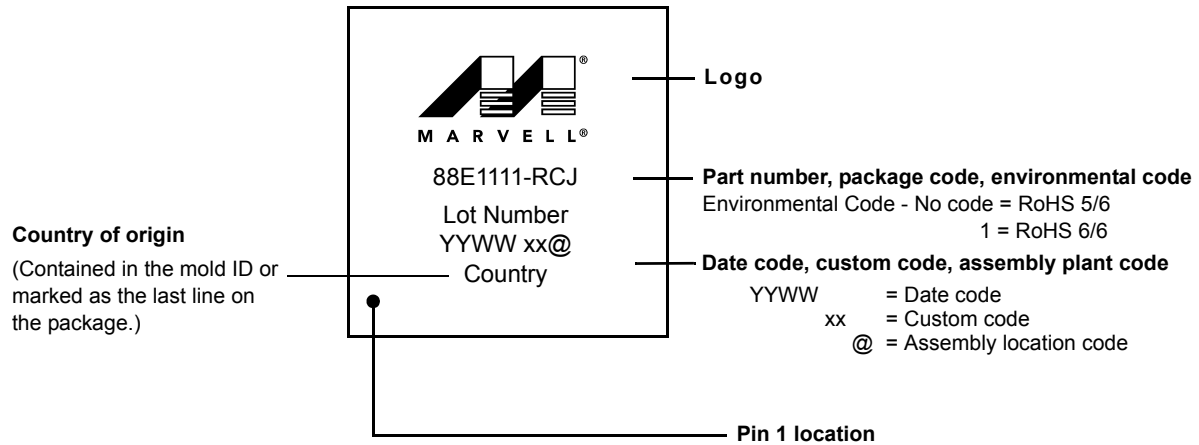 ®
MARVELL®
88E1111-RCJ
Lot Number
YYWW xx@
Country
Logo
Part number, package code, environmental code
Environmental Code - No code = RoHS 5/6
1 = RoHS 6/6
Date code, custom code, assembly plant code
YYWW = Date code
xx = Custom code
@ = Assembly location code
Country of origin
(Contained in the mold ID or
marked as the last line on
the package.)
Pin 1 location